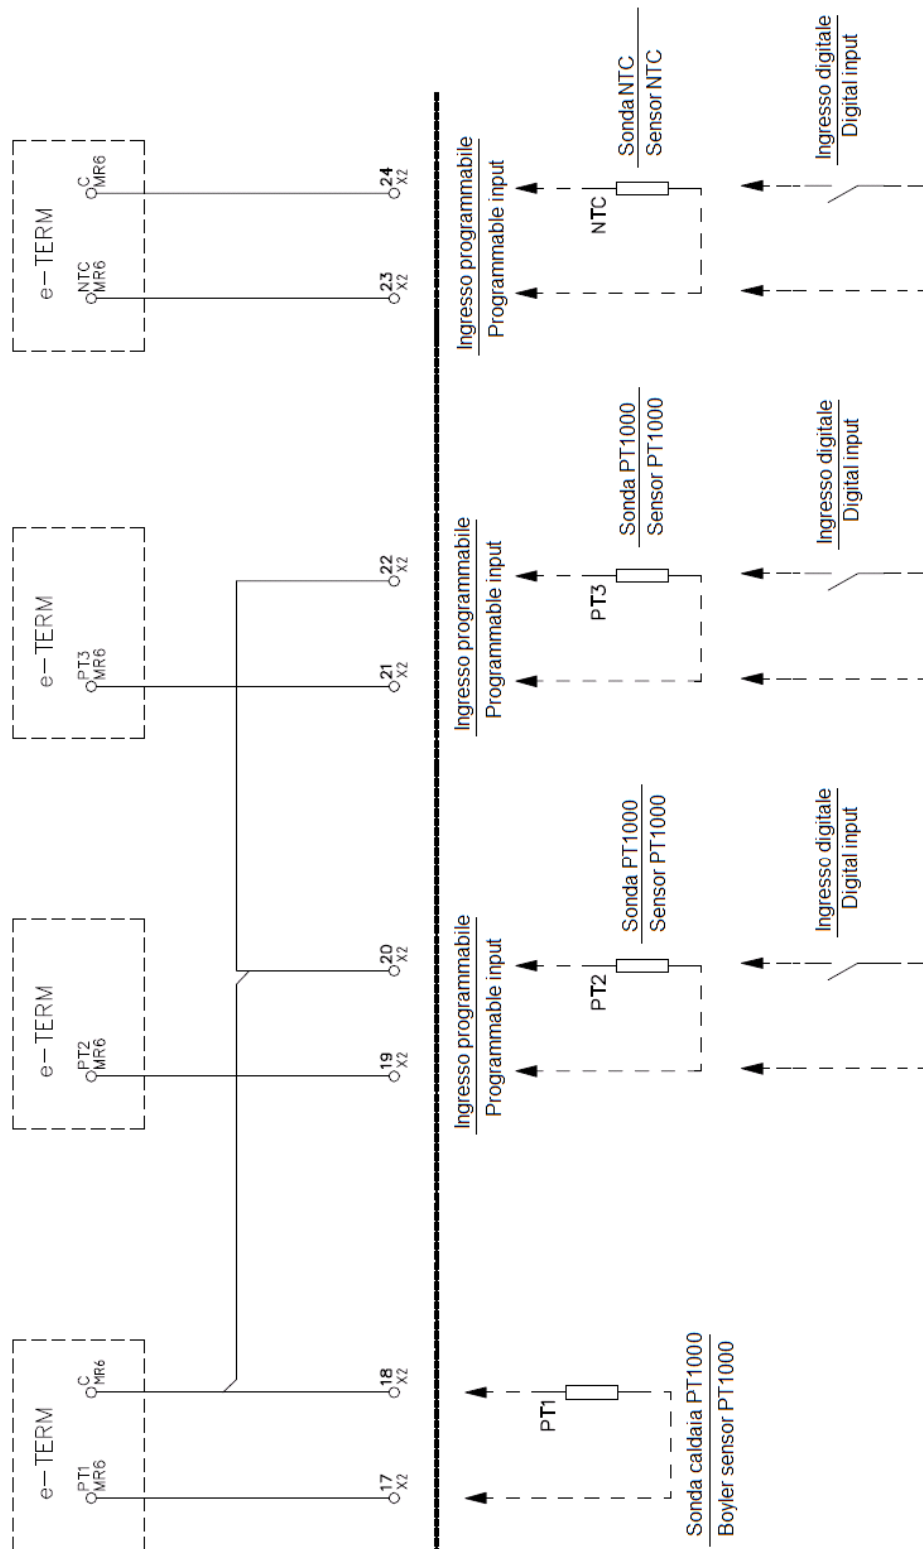 e-TERM
e-TERM
e-TERM
e-TERM
PT1
MR6
C
MR6
PT2
MR6
PT3
MR6
NTC
MR6
C
MR6
17
X2
18
X2
19
X2
20
X2
21
X2
22
X2
23
X2
24
X2
Ingresso programmabile
Programmable input
Ingresso programmabile
Programmable input
Ingresso programmabile
Programmable input
PT1
Sonda caldaia PT1000
Boyler sensor PT1000
PT2
Sonda PT1000
Sensor PT1000
PT3
Sonda PT1000
Sensor PT1000
NTC
Sonda NTC
Sensor NTC
Ingresso digitale
Digital input
Ingresso digitale
Digital input
Ingresso digitale
Digital input